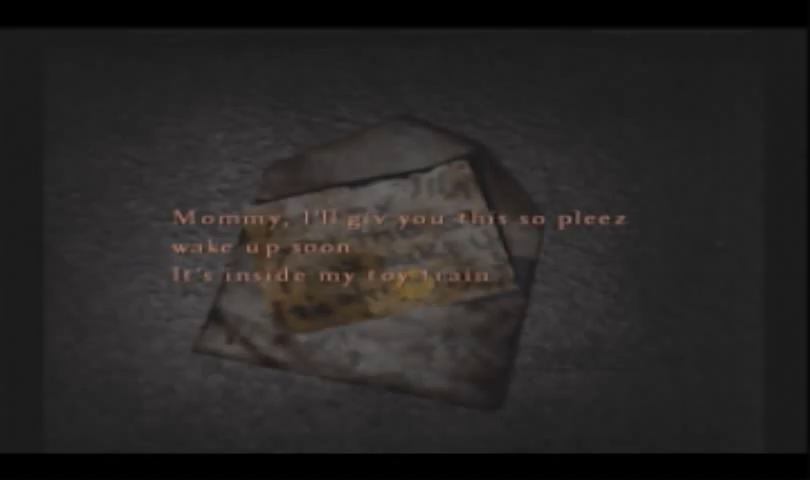 Mommy, I'll giv you this so pleez
wake up soon
It's inside my toy train